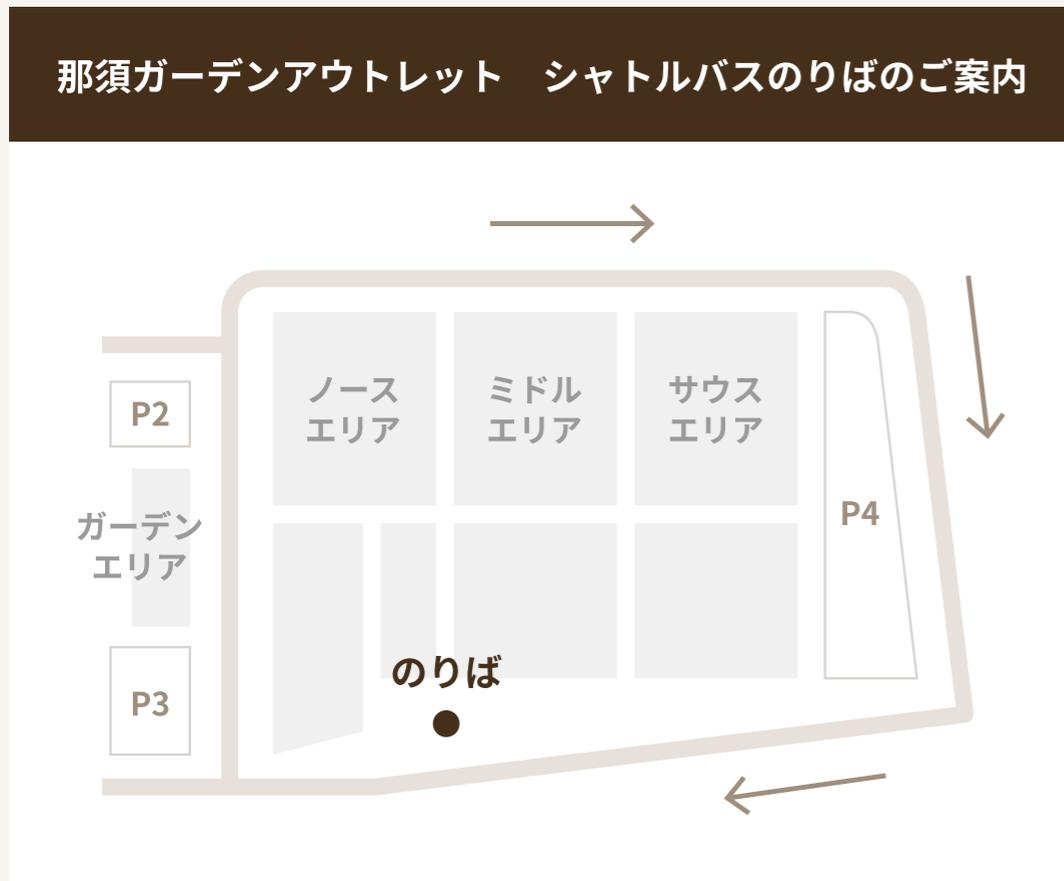 那須ガーデンアウトレット　シャトルバスのりばのご案内
ノース
エリア
ミドル
エリア
サウス
エリア
P2
P4
ガーデン
エリア
のりば
P3